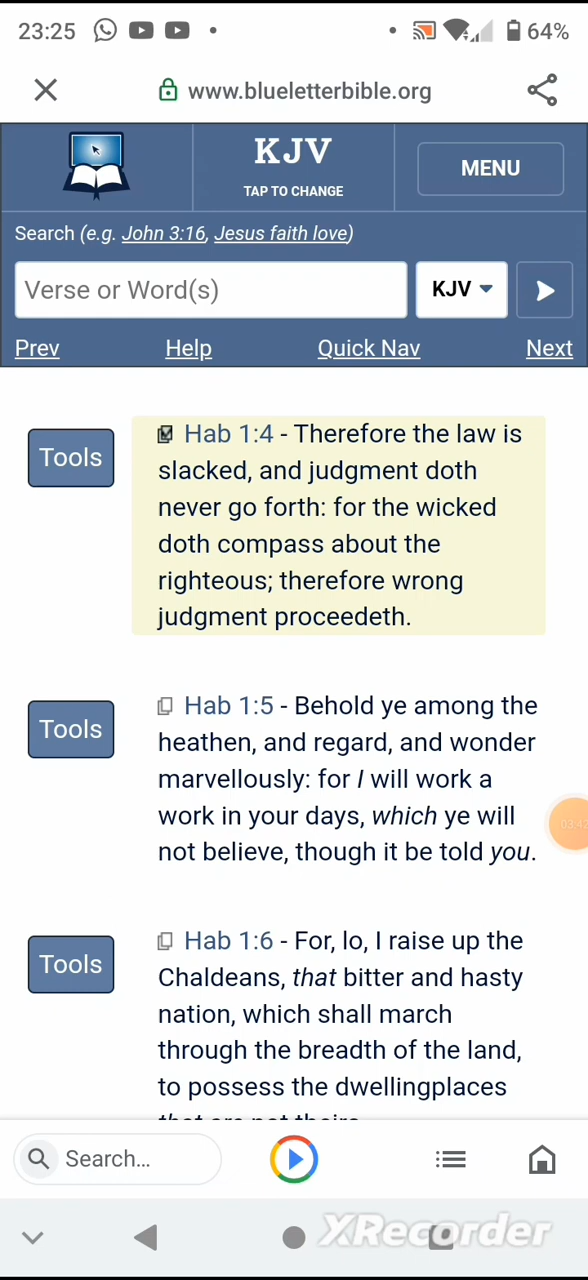 23:25 64%
www.blueletterbible.org
KJV
TAP TO CHANGE
MENU
Search (e.g. John 3:16, Jesus faith love)
Verse or Word(s)
KJV
Prev Help Quick Nav Next
Tools
Hab 1:4 - Therefore the law is
slacked, and judgment doth
never go forth: for the wicked
doth compass about the
righteous; therefore wrong
judgment proceedeth.
Tools
Hab 1:5 - Behold ye among the
heathen, and regard, and wonder
marvellously: for I will work a
work in your days, which ye will
not believe, though it be told you.
Tools
Hab 1:6 - For, lo, I raise up the
Chaldeans, that bitter and hasty
nation, which shall march
through the breadth of the land,
to possess the dwellingplaces
that are not theirs
Search...
XRecorder